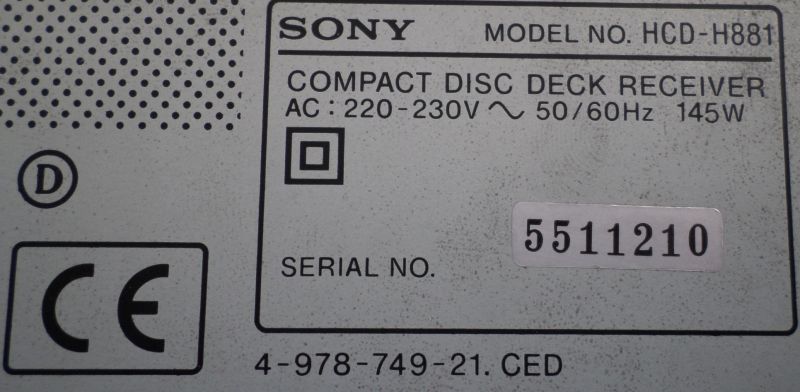 SONY MODEL NO. HCD-H881
COMPACT DISC DECK RECEIVER
AC : 220-230V ~ 50/60Hz 145W
D
5511210
SERIAL NO.
CE
4-978-749-21. CED